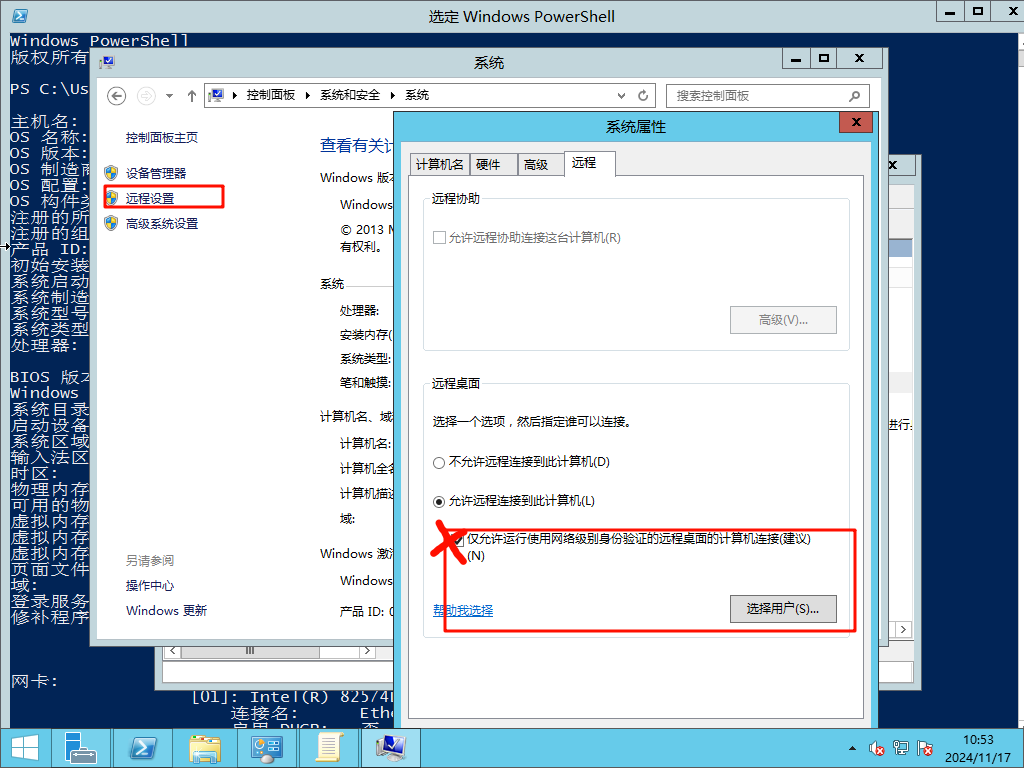 选定 Windows PowerShell
Windows PowerShell
版权所有
PS C:\Us
主机名:
OS 名称:
OS 版本:
OS 制造商
OS 配置:
OS 构件类
注册的所
注册的组
产品 ID:
初始安装
系统启动
系统制造
系统型号
系统类型
处理器:
BIOS 版本
Windows
系统目录
启动设备
系统区域
输入法区
时区:
物理内存
可用的物
虚拟内存
虚拟内存
虚拟内存
页面文件
域:
登录服务
修补程序
网卡:
[01]: Intel(R) 825/4
连接名:
Ethe
启用 DHCP:
否
系统
控制面板
系统和安全
系统
搜索控制面板
控制面板主页
设备管理器
远程设置
高级系统设置
另请参阅
操作中心
Windows 更新
查看有关
Windows 版本
Windows
© 2013
有权利。
系统
处理器:
安装内存(
系统类型:
笔和触摸:
计算机名、域
计算机名:
计算机全名
计算机描述
域:
Windows 激
Windows
产品 ID: 0
系统属性
计算机名
硬件
高级
远程
远程协助
允许远程协助连接这台计算机(R)
高级(V)...
远程桌面
选择一个选项，然后指定谁可以连接。
不允许远程连接到此计算机(D)
允许远程连接到此计算机(L)
仅允许运行使用网络级别身份验证的远程桌面的计算机连接(建议)
(N)
帮助我选择
选择用户(S)...
进行
10:53
2024/11/17